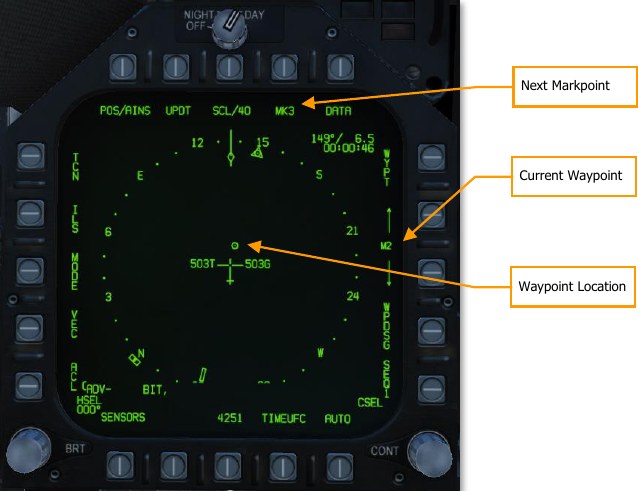 NIGHT DAY
OFF
POS/AINS UPDT SCL/40 MK3 DATA
Next Markpoint
149°/ 6.5
00:00:46
12
15
TCN
WYPT
E
S
Current Waypoint
ILS
6
21
M2
503T
503G
MODE
Waypoint Location
3
24
VEC
WPDSG
N
W
ACL
SEQ1
(ADV- BIT,
HSEL
000°
CSEL
SENSORS 4251 TIMEUFC AUTO
BRT
CONT